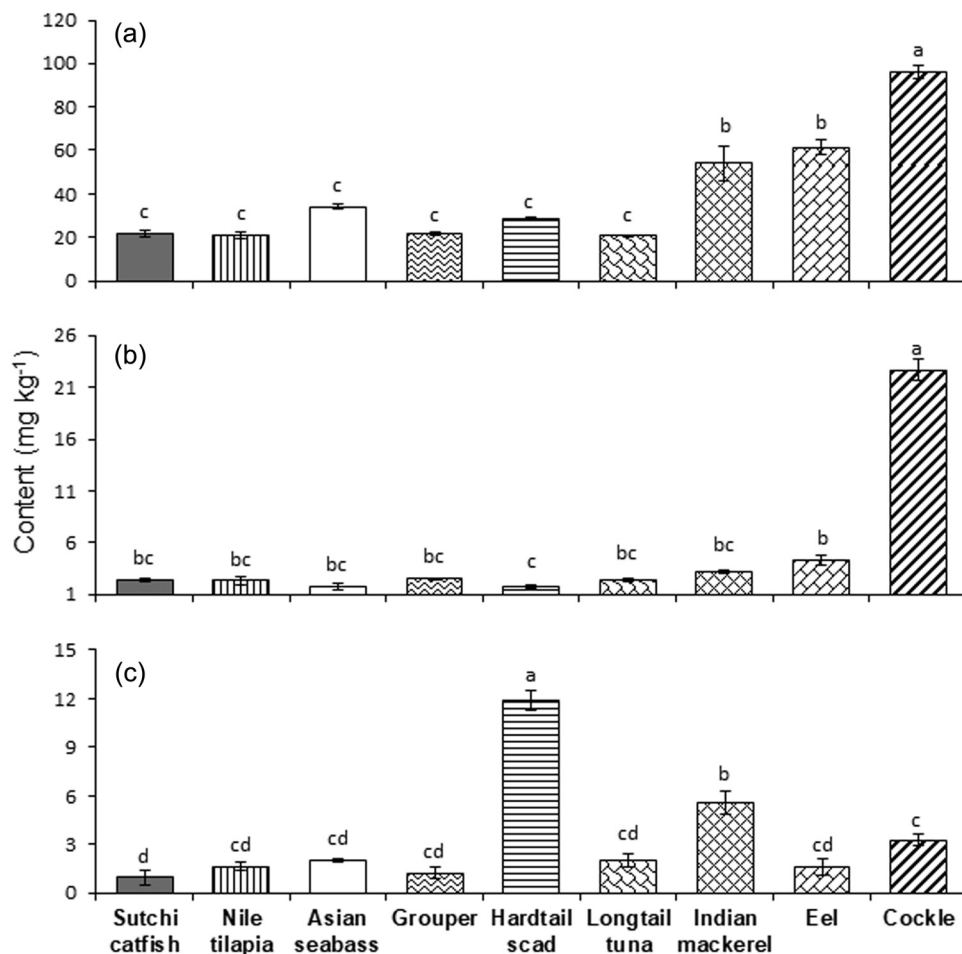 (a)
120
100
80
60
40
20
0
c c c c c c b b a
(b)
26
21
16
11
6
1
bc bc bc bc c bc bc b a
Content (mg kg⁻¹)
(c)
15
12
9
6
3
0
d cd cd cd a cd b cd c
Sutchi catfish
Nile tilapia
Asian seabass
Grouper
Hardtail scad
Longtail tuna
Indian mackerel
Eel
Cockle